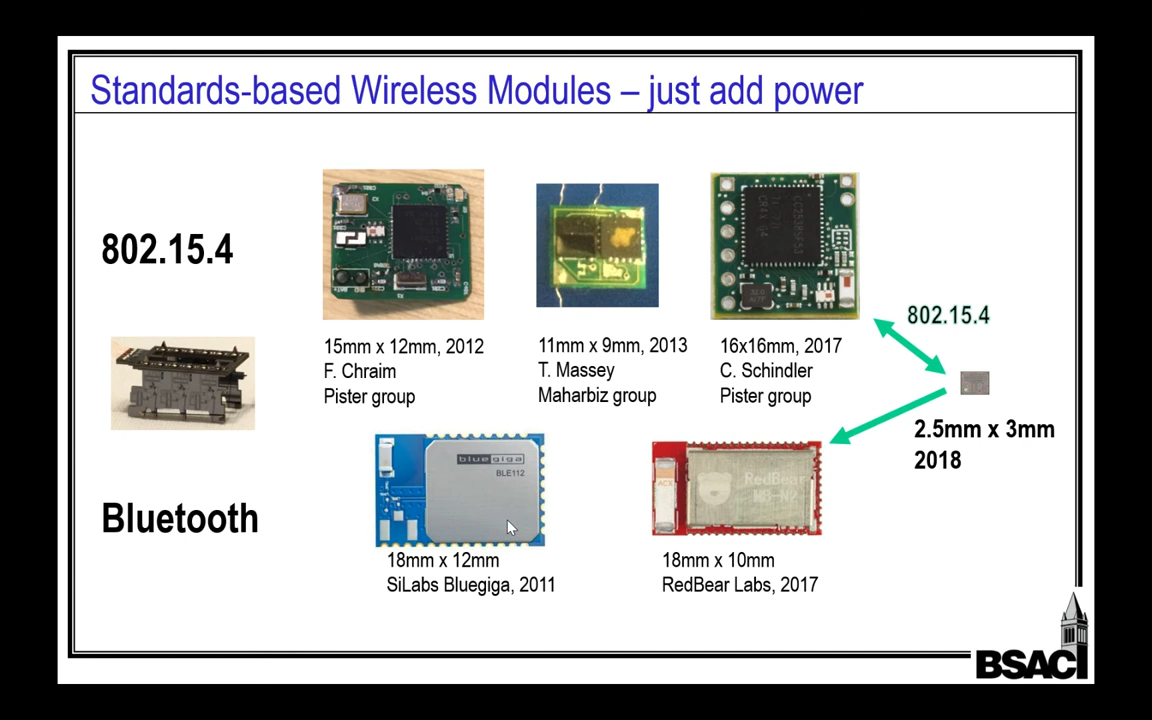 Standards-based Wireless Modules – just add power
802.15.4
15mm x 12mm, 2012
F. Chraim
Pister group
11mm x 9mm, 2013
T. Massey
Maharbiz group
16x16mm, 2017
C. Schindler
Pister group
802.15.4
2.5mm x 3mm
2018
Bluetooth
bluegiga
BLE112
18mm x 12mm
SiLabs Bluegiga, 2011
RedBear
MB-N2
18mm x 10mm
RedBear Labs, 2017
BSAC